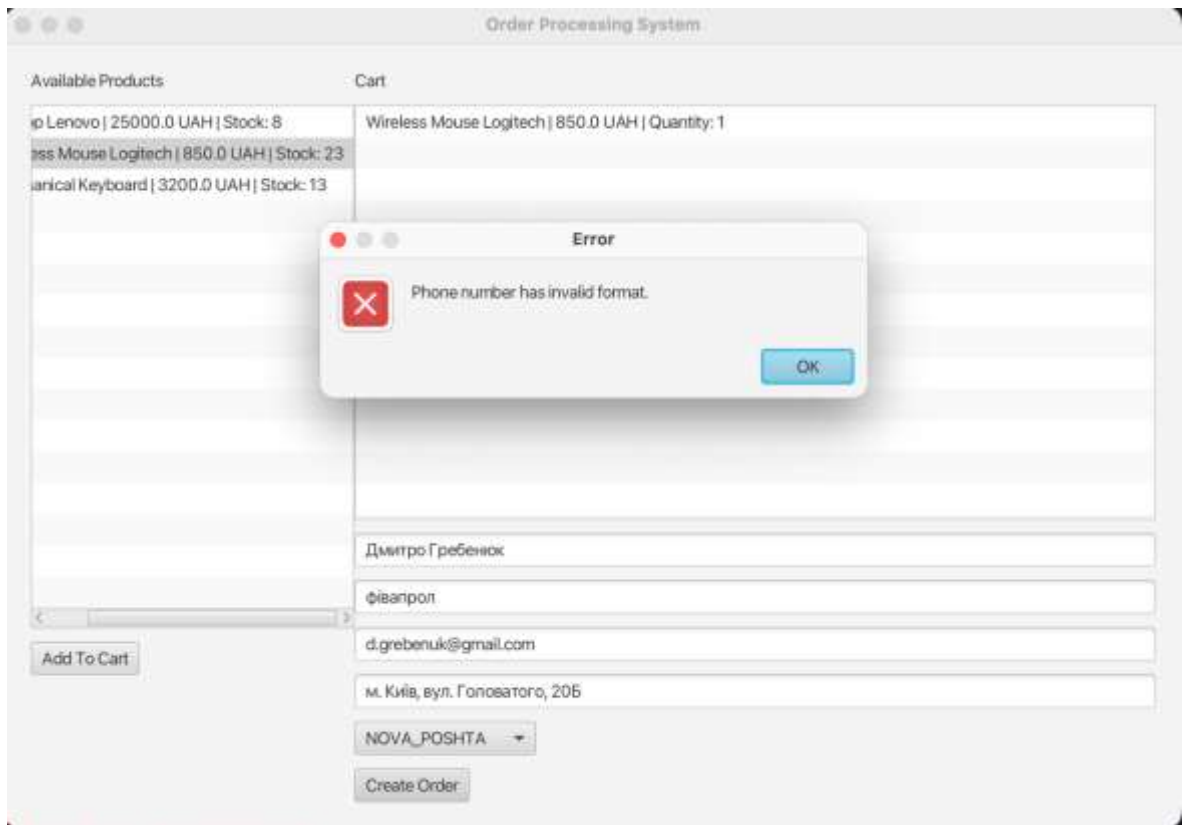 Order Processing System
Available Products
Cart
p Lenovo | 25000.0 UAH | Stock: 8
ess Mouse Logitech | 850.0 UAH | Stock: 23
anical Keyboard | 3200.0 UAH | Stock: 13
Wireless Mouse Logitech | 850.0 UAH | Quantity: 1
Error
Phone number has invalid format.
OK
Дмитро Гребенюк
фівапрол
d.grebenuk@gmail.com
м. Київ, вул. Головатого, 20Б
Add To Cart
NOVA_POSHTA
Create Order